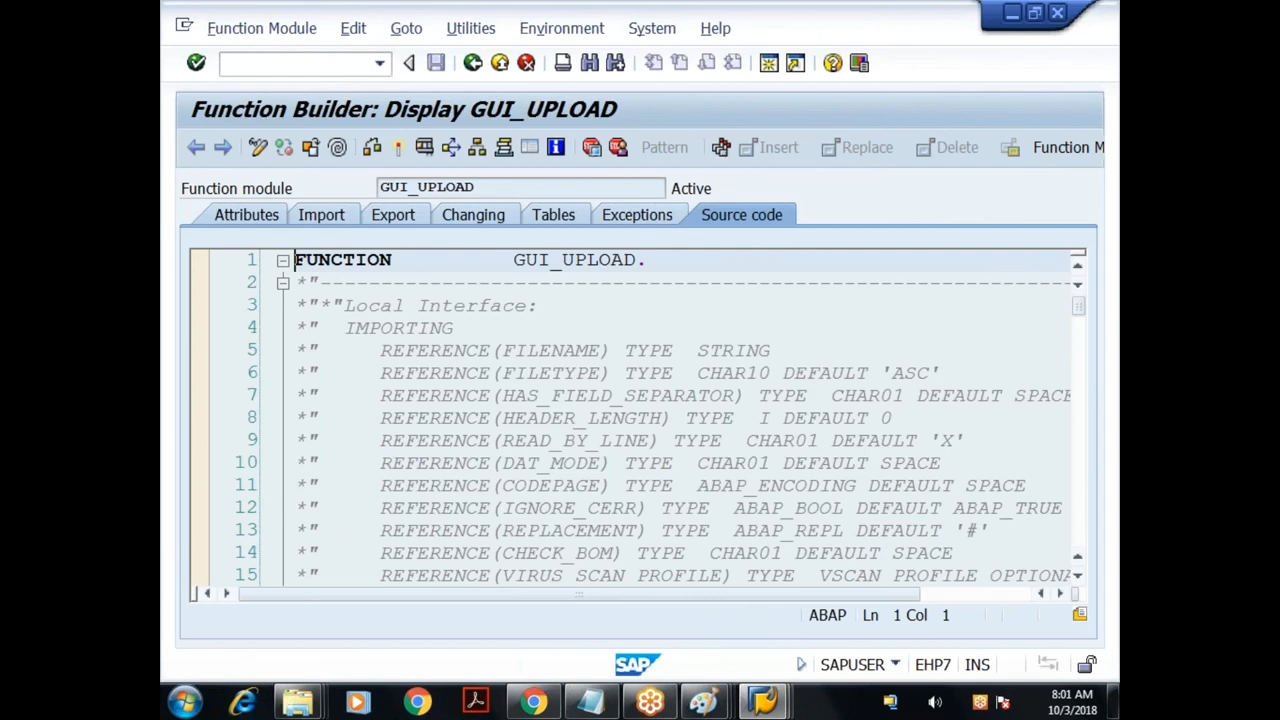 Function Module Edit Goto Utilities Environment System Help
Function Builder: Display GUI_UPLOAD
Pattern Insert Replace Delete Function M
Function module GUI_UPLOAD Active
Attributes Import Export Changing Tables Exceptions Source code
1 FUNCTION GUI_UPLOAD.
2 *"----------------------------------------------------------------------
3 *"*"Local Interface:
4 *" IMPORTING
5 *" REFERENCE(FILENAME) TYPE STRING
6 *" REFERENCE(FILETYPE) TYPE CHAR10 DEFAULT 'ASC'
7 *" REFERENCE(HAS_FIELD_SEPARATOR) TYPE CHAR01 DEFAULT SPACE
8 *" REFERENCE(HEADER_LENGTH) TYPE I DEFAULT 0
9 *" REFERENCE(READ_BY_LINE) TYPE CHAR01 DEFAULT 'X'
10 *" REFERENCE(DAT_MODE) TYPE CHAR01 DEFAULT SPACE
11 *" REFERENCE(CODEPAGE) TYPE ABAP_ENCODING DEFAULT SPACE
12 *" REFERENCE(IGNORE_CERR) TYPE ABAP_BOOL DEFAULT ABAP_TRUE
13 *" REFERENCE(REPLACEMENT) TYPE ABAP_REPL DEFAULT '#'
14 *" REFERENCE(CHECK_BOM) TYPE CHAR01 DEFAULT SPACE
15 *" REFERENCE(VIRUS_SCAN_PROFILE) TYPE VSCAN_PROFILE OPTIONA
ABAP Ln 1 Col 1
SAP SAPUSER EHP7 INS
8:01 AM
10/3/2018